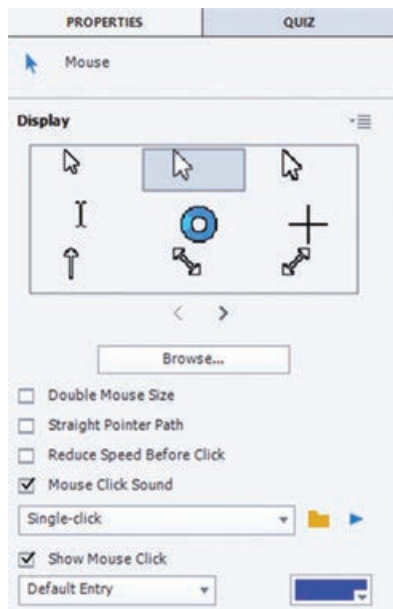 PROPERTIES QUIZ
Mouse
Display
Browse...
Double Mouse Size
Straight Pointer Path
Reduce Speed Before Click
Mouse Click Sound
Single-click
Show Mouse Click
Default Entry